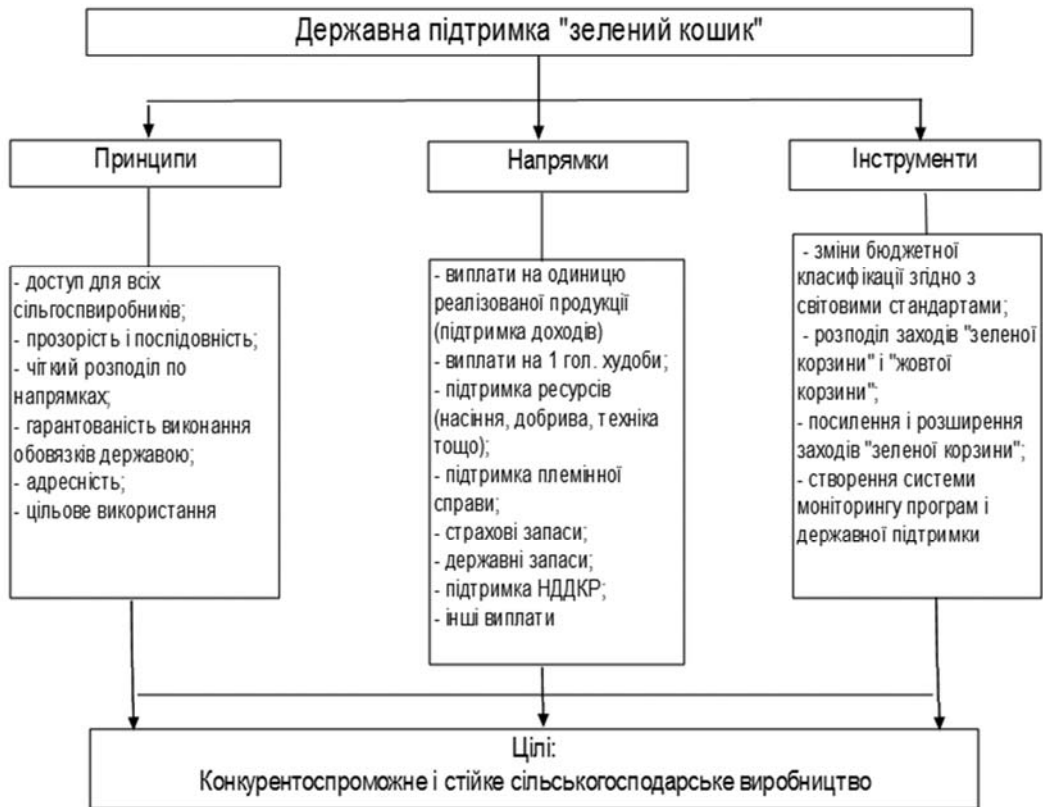 Державна підтримка "зелений кошик"
Принципи
- доступ для всіх
сільгоспвиробників;
- прозорість і послідовність;
- чіткий розподіл по
напрямках;
- гарантованість виконання
обовязків державою;
- адресність;
- цільове використання
Напрямки
- виплати на одиницю
реалізованої продукції
(підтримка доходів)
- виплати на 1 гол. худоби;
- підтримка ресурсів
(насіння, добрива, техніка
тощо);
- підтримка племінної
справи;
- страхові запаси;
- державні запаси;
- підтримка НДДКР;
- інші виплати
Інструменти
- зміни бюджетної
класифікації згідно з
світовими стандартами;
- розподіл заходів "зеленої
корзини" і "жовтої
корзини";
- посилення і розширення
заходів "зеленої корзини";
- створення системи
моніторингу програм і
державної підтримки
Цілі:
Конкурентоспроможне і стійке сільськогосподарське виробництво